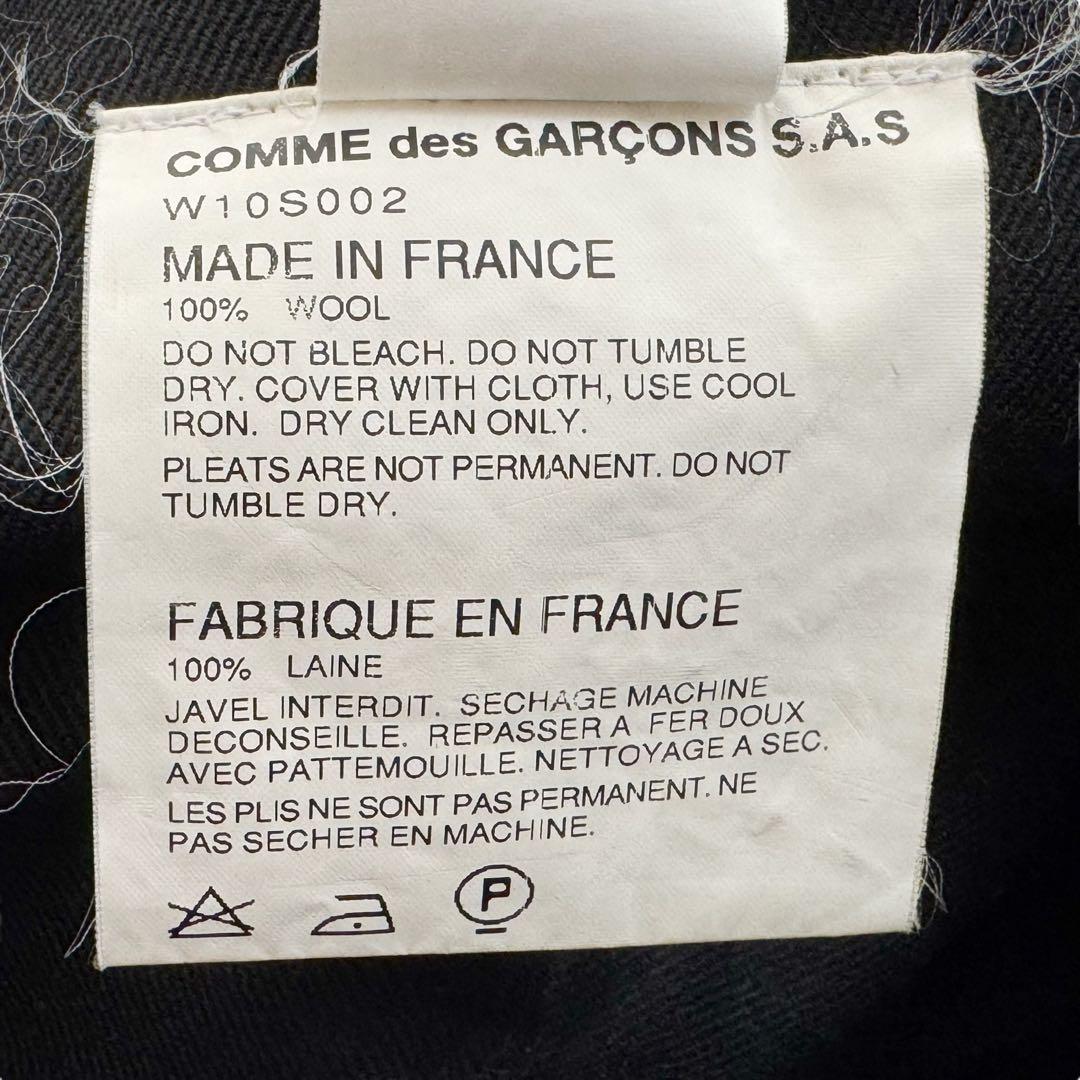 COMME des GARÇONS S.A.S
W10S002
MADE IN FRANCE
100% WOOL
DO NOT BLEACH. DO NOT TUMBLE
DRY. COVER WITH CLOTH, USE COOL
IRON. DRY CLEAN ONLY.
PLEATS ARE NOT PERMANENT. DO NOT
TUMBLE DRY.
FABRIQUE EN FRANCE
100% LAINE
JAVEL INTERDIT. SECHAGE MACHINE
DECONSEILLE. REPASSER A FER DOUX
AVEC PATTEMOUILLE. NETTOYAGE A SEC.
LES PLIS NE SONT PAS PERMANENT. NE
PAS SECHER EN MACHINE.
P